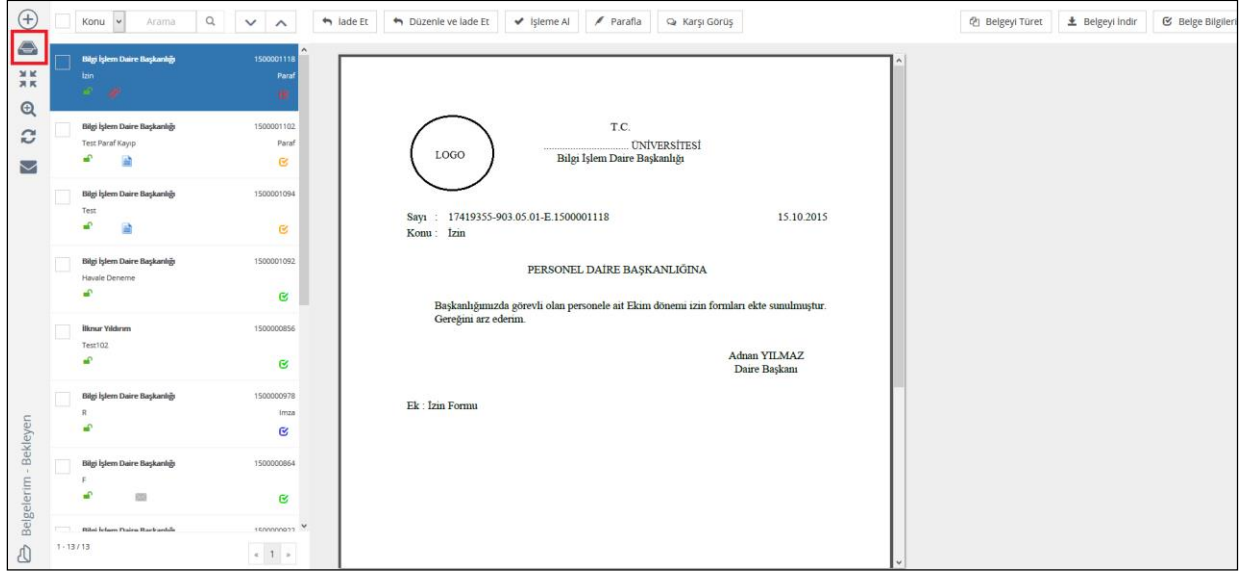 Konu
Arama
İade Et
Düzenle ve İade Et
İşleme Al
Parafla
Karşı Görüş
Belgeyi Türet
Belgeyi İndir
Belge Bilgileri
Bilgi İşlem Daire Başkanlığı 1500001118
İzin Paraf
Bilgi İşlem Daire Başkanlığı 1500001102
Test Paraf Kayıp Paraf
Bilgi İşlem Daire Başkanlığı 1500001094
Test
Bilgi İşlem Daire Başkanlığı 1500001092
Havale Deneme
İlknur Yıldırım 1500000856
Test102
Bilgi İşlem Daire Başkanlığı 1500000978
R İmza
Bilgi İşlem Daire Başkanlığı 1500000864
F
Bilgi İşlem Daire Başkanlığı 1500000922
1 - 13 / 13
« 1 »
Belgelerim - Bekleyen
LOGO
T.C.
.............................. ÜNİVERSİTESİ
Bilgi İşlem Daire Başkanlığı
Sayı : 17419355-903.05.01-E.1500001118 15.10.2015
Konu : İzin
PERSONEL DAİRE BAŞKANLIĞINA
Başkanlığımızda görevli olan personele ait Ekim dönemi izin formları ekte sunulmuştur.
Gereğini arz ederim.
Adnan YILMAZ
Daire Başkanı
Ek : İzin Formu